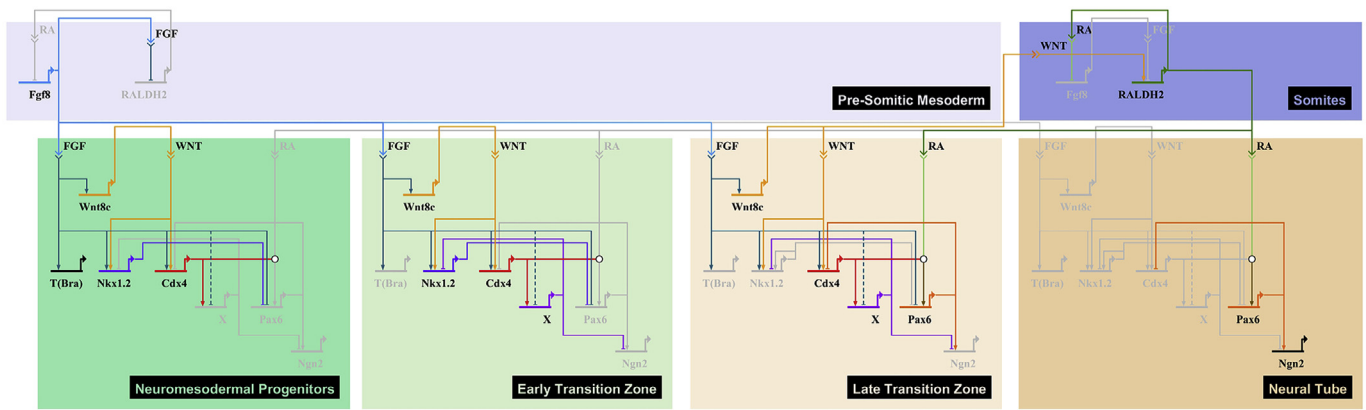 RA
FGF
Fgf8
RALDH2
Pre-Somitic Mesoderm
WNT
RA
FGF
Fgf8
RALDH2
Somites
FGF
WNT
RA
Wnt8c
T(Bra)
Nkx1.2
Cdx4
X
Pax6
Ngn2
Neuromesodermal Progenitors
FGF
WNT
RA
Wnt8c
T(Bra)
Nkx1.2
Cdx4
X
Pax6
Ngn2
Early Transition Zone
FGF
WNT
RA
Wnt8c
T(Bra)
Nkx1.2
Cdx4
X
Pax6
Ngn2
Late Transition Zone
FGF
WNT
RA
Wnt8c
T(Bra)
Nkx1.2
Cdx4
X
Pax6
Ngn2
Neural Tube